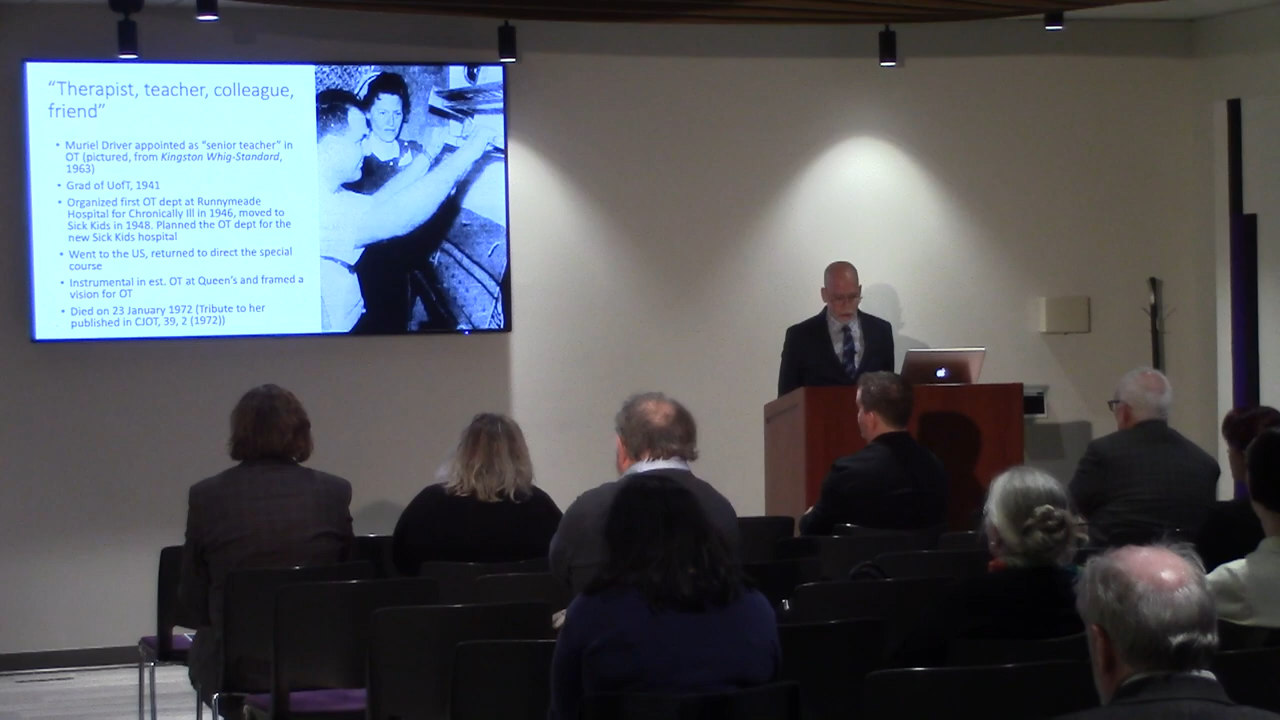 “Therapist, teacher, colleague,
friend”
• Muriel Driver appointed as “senior teacher” in
OT (pictured, from Kingston Whig-Standard,
1963)
• Grad of UofT, 1941
• Organized first OT dept at Runnymeade
Hospital for Chronically Ill in 1946, moved to
Sick Kids in 1948. Planned the OT dept for the
new Sick Kids hospital
• Went to the US, returned to direct the special
course
• Instrumental in est. OT at Queen’s and framed a
vision for OT
• Died on 23 January 1972 (Tribute to her
published in CJOT, 39, 2 (1972))